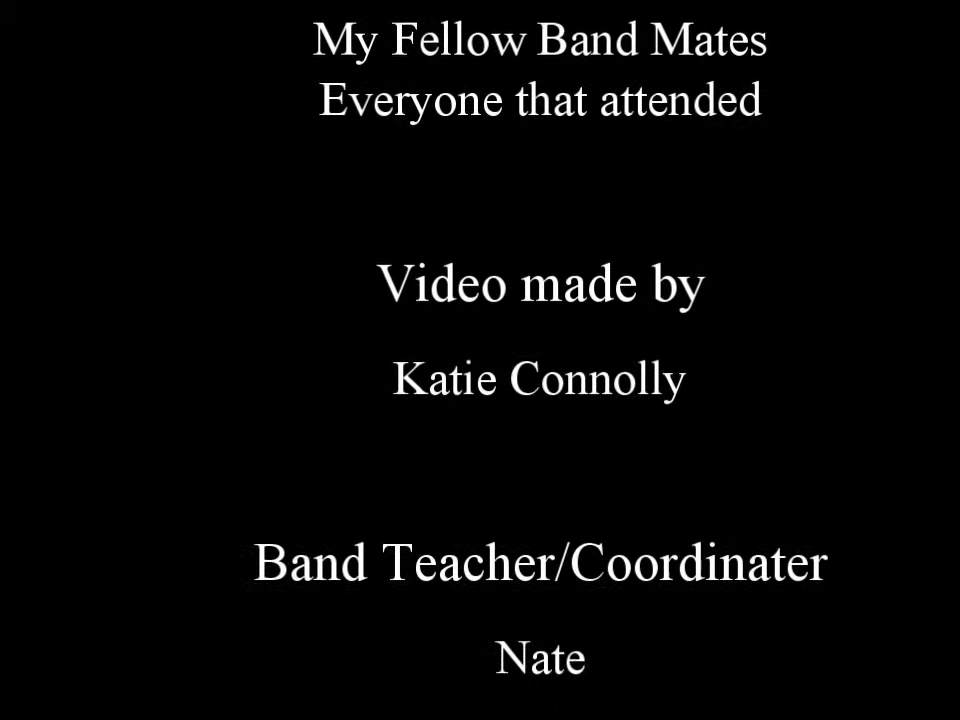 My Fellow Band Mates
Everyone that attended
Video made by
Katie Connolly
Band Teacher/Coordinater
Nate